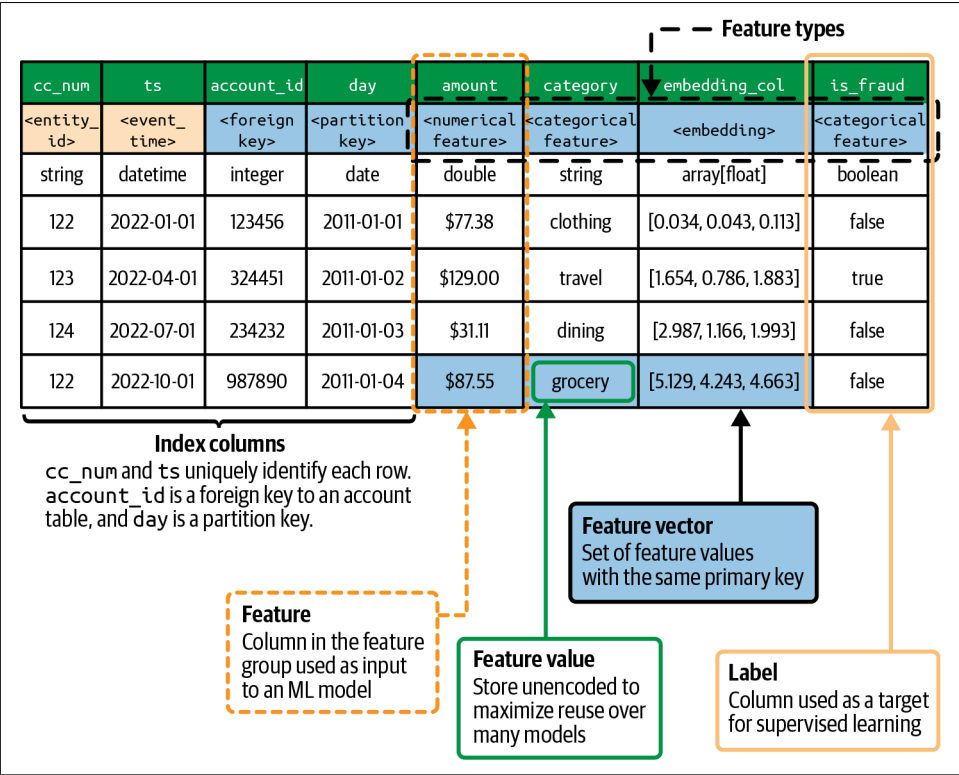 Feature types
cc_num ts account_id day amount category embedding_col is_fraud
<entity_ <event_ <foreign <partition <numerical <categorical <embedding> <categorical
id> time> key> key> feature> feature> feature>
string datetime integer date double string array[float] boolean
122 2022-01-01 123456 2011-01-01 $77.38 clothing [0.034, 0.043, 0.113] false
123 2022-04-01 324451 2011-01-02 $129.00 travel [1.654, 0.786, 1.883] true
124 2022-07-01 234232 2011-01-03 $31.11 dining [2.987, 1.166, 1.993] false
122 2022-10-01 987890 2011-01-04 $87.55 grocery [5.129, 4.243, 4.663] false
Index columns
cc_num and ts uniquely identify each row.
account_id is a foreign key to an account
table, and day is a partition key.
Feature vector
Set of feature values
with the same primary key
Feature
Column in the feature
group used as input
to an ML model
Feature value
Store unencoded to
maximize reuse over
many models
Label
Column used as a target
for supervised learning